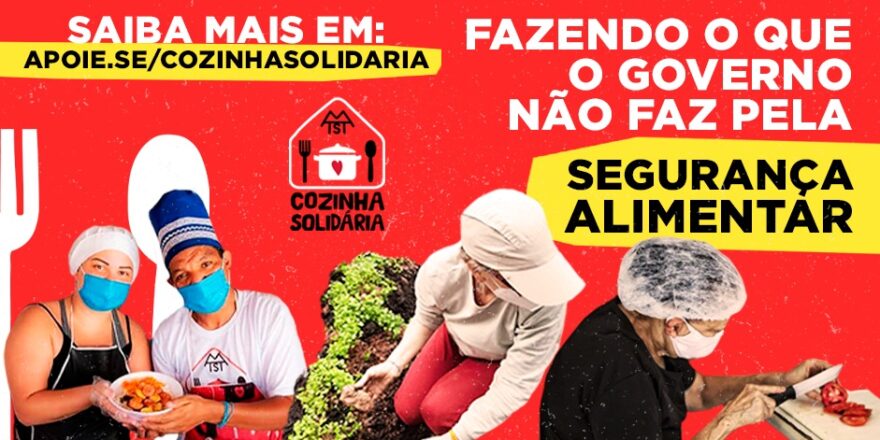 SAIBA MAIS EM:
APOIE.SE/COZINHASOLIDARIA
FAZENDO O QUE
O GOVERNO
NÃO FAZ PELA
SEGURANÇA
ALIMENTAR
MTST
COZINHA
SOLIDÁRIA
MTST